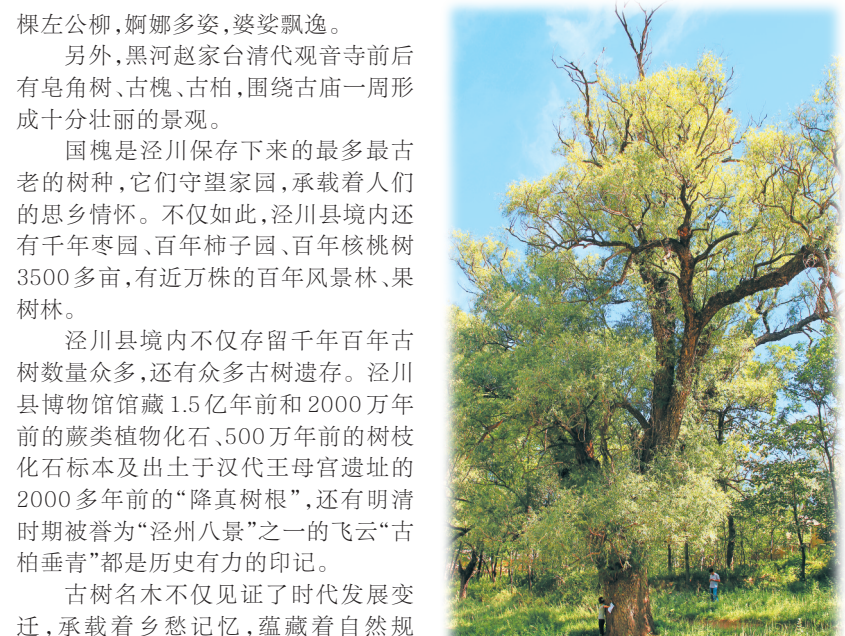 棵左公柳,婀娜多姿,婆娑飘逸。
另外,黑河赵家台清代观音寺前后
有皂角树、古槐、古柏,围绕古庙一周形
成十分壮丽的景观。
国槐是泾川保存下来的最多最古
老的树种,它们守望家园,承载着人们
的思乡情怀。不仅如此,泾川县境内还
有千年枣园、百年柿子园、百年核桃树
3500多亩,有近万株的百年风景林、果
树林。
泾川县境内不仅存留千年百年古
树数量众多,还有众多古树遗存。泾川
县博物馆馆藏1.5亿年前和2000万年
前的蕨类植物化石、500万年前的树枝
化石标本及出土于汉代王母宫遗址的
2000多年前的“降真树根”,还有明清
时期被誉为“泾州八景”之一的飞云“古
柏垂青”都是历史有力的印记。
古树名木不仅见证了时代发展变
迁,承载着乡愁记忆,蕴藏着自然规